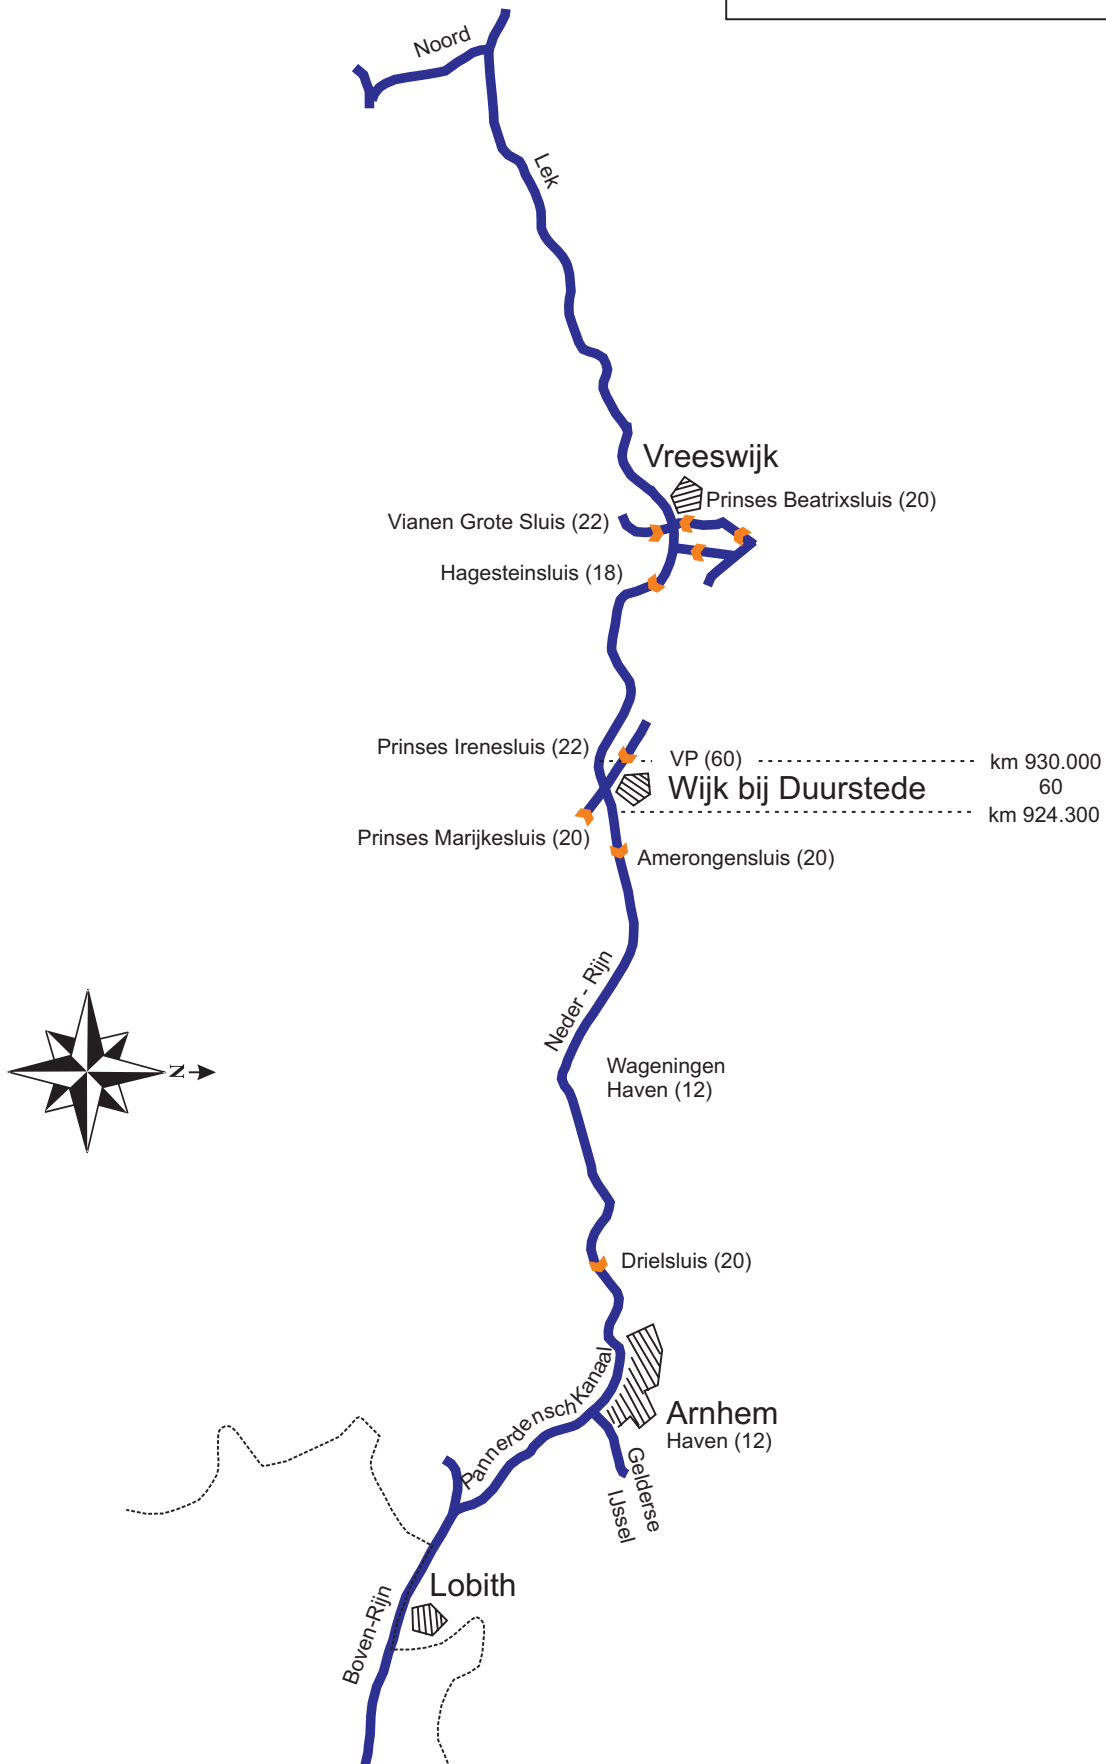 Noord
Lek
Vreeswijk
Prinses Beatrixsluis (20)
Vianen Grote Sluis (22)
Hagesteinsluis (18)
Prinses Irenesluis (22)
VP (60)
km 930.000
60
Wijk bij Duurstede
km 924.300
Prinses Marijkesluis (20)
Amerongensluis (20)
Neder - Rijn
N
Wageningen
Haven (12)
Drielsluis (20)
Pannerdensch Kanaal
Arnhem
Haven (12)
Gelderse
IJssel
Lobith
Boven-Rijn